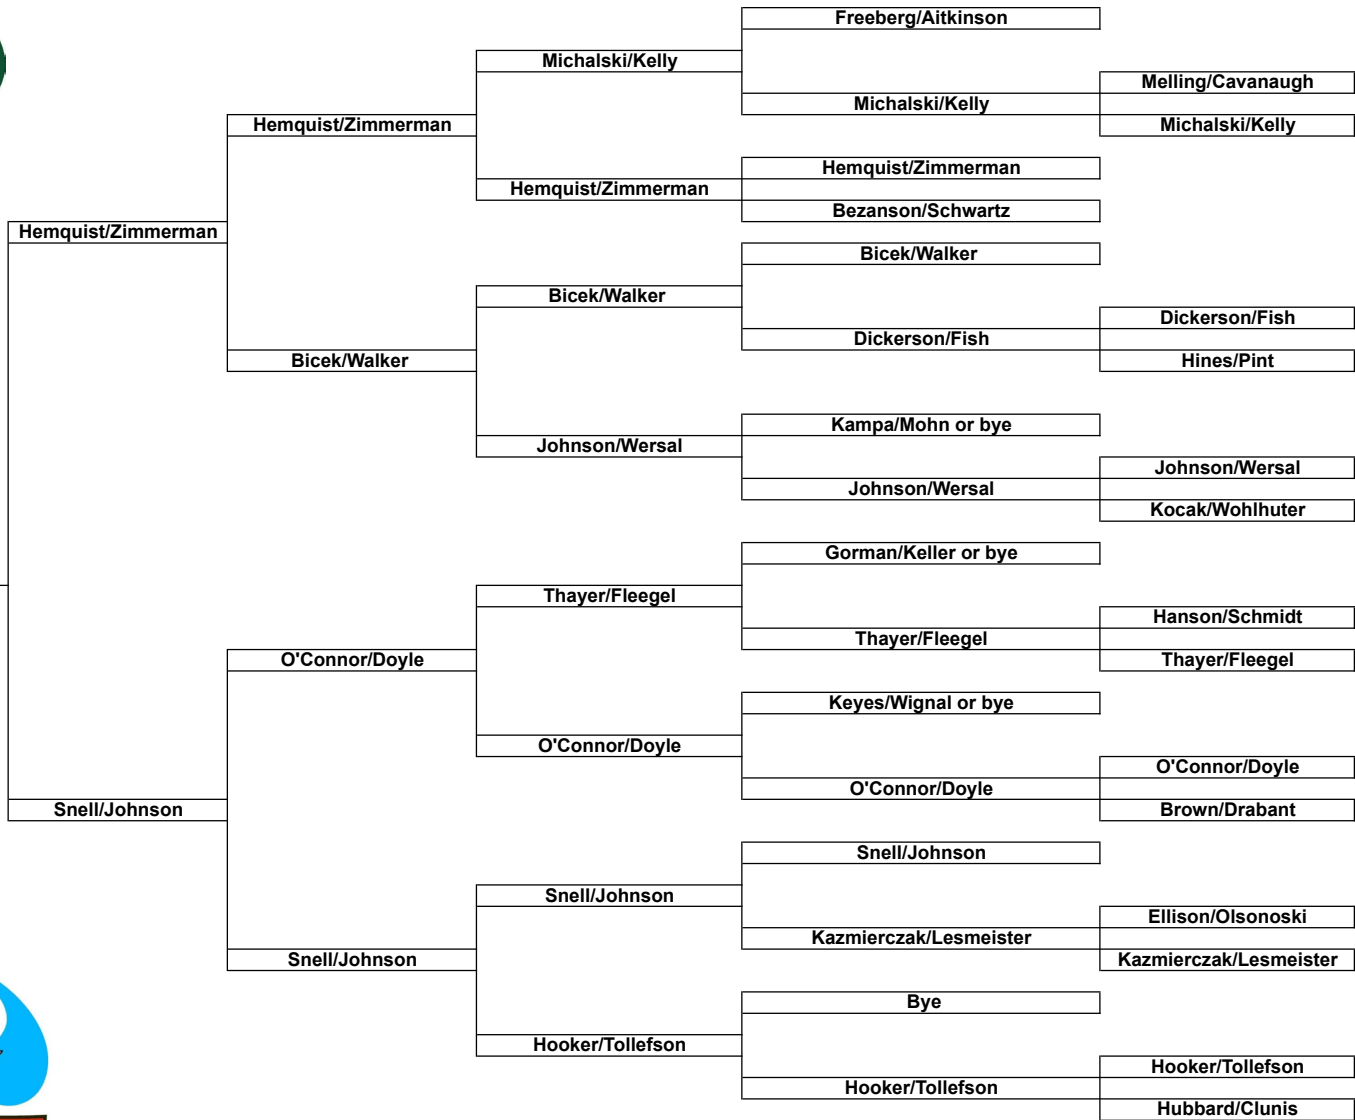 Freeberg/Aitkinson
Michalski/Kelly
Melling/Cavanaugh
Michalski/Kelly
Hemquist/Zimmerman
Michalski/Kelly
Hemquist/Zimmerman
Hemquist/Zimmerman
Bezanson/Schwartz
Hemquist/Zimmerman
Bicek/Walker
Bicek/Walker
Dickerson/Fish
Dickerson/Fish
Bicek/Walker
Hines/Pint
Kampa/Mohn or bye
Johnson/Wersal
Johnson/Wersal
Johnson/Wersal
Kocak/Wohlhuter
Gorman/Keller or bye
Thayer/Fleegel
Hanson/Schmidt
Thayer/Fleegel
O'Connor/Doyle
Thayer/Fleegel
Keyes/Wignal or bye
O'Connor/Doyle
O'Connor/Doyle
O'Connor/Doyle
Snell/Johnson
Brown/Drabant
Snell/Johnson
Snell/Johnson
Ellison/Olsonoski
Kazmierczak/Lesmeister
Snell/Johnson
Kazmierczak/Lesmeister
Bye
Hooker/Tollefson
Hooker/Tollefson
Hooker/Tollefson
Hubbard/Clunis